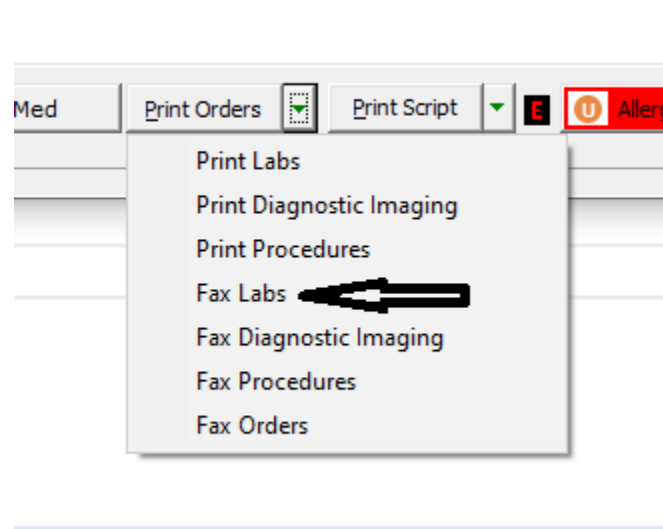 Med Print Orders Print Script E U Aller
Print Labs
Print Diagnostic Imaging
Print Procedures
Fax Labs
Fax Diagnostic Imaging
Fax Procedures
Fax Orders